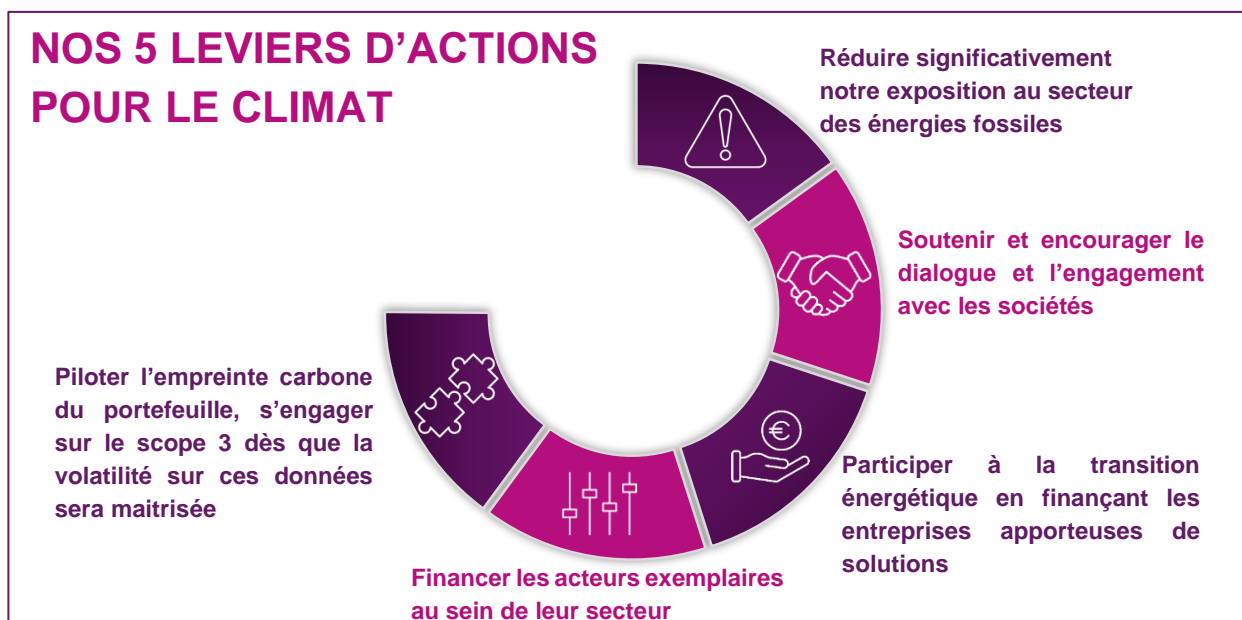 NOS 5 LEVIERS D’ACTIONS
POUR LE CLIMAT
Réduire significativement
notre exposition au secteur
des énergies fossiles
Soutenir et encourager le
dialogue et l’engagement
avec les sociétés
Participer à la transition
énergétique en finançant les
entreprises apporteuses de
solutions
Financer les acteurs exemplaires
au sein de leur secteur
Piloter l’empreinte carbone
du portefeuille, s’engager
sur le scope 3 dès que la
volatilité sur ces données
sera maitrisée